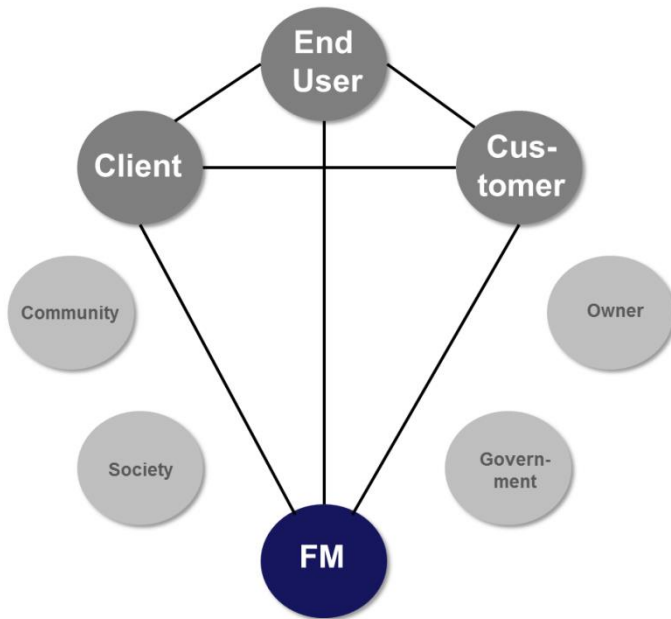 End
User
Client
Cus-
tomer
Community
Owner
Society
Govern-
ment
FM